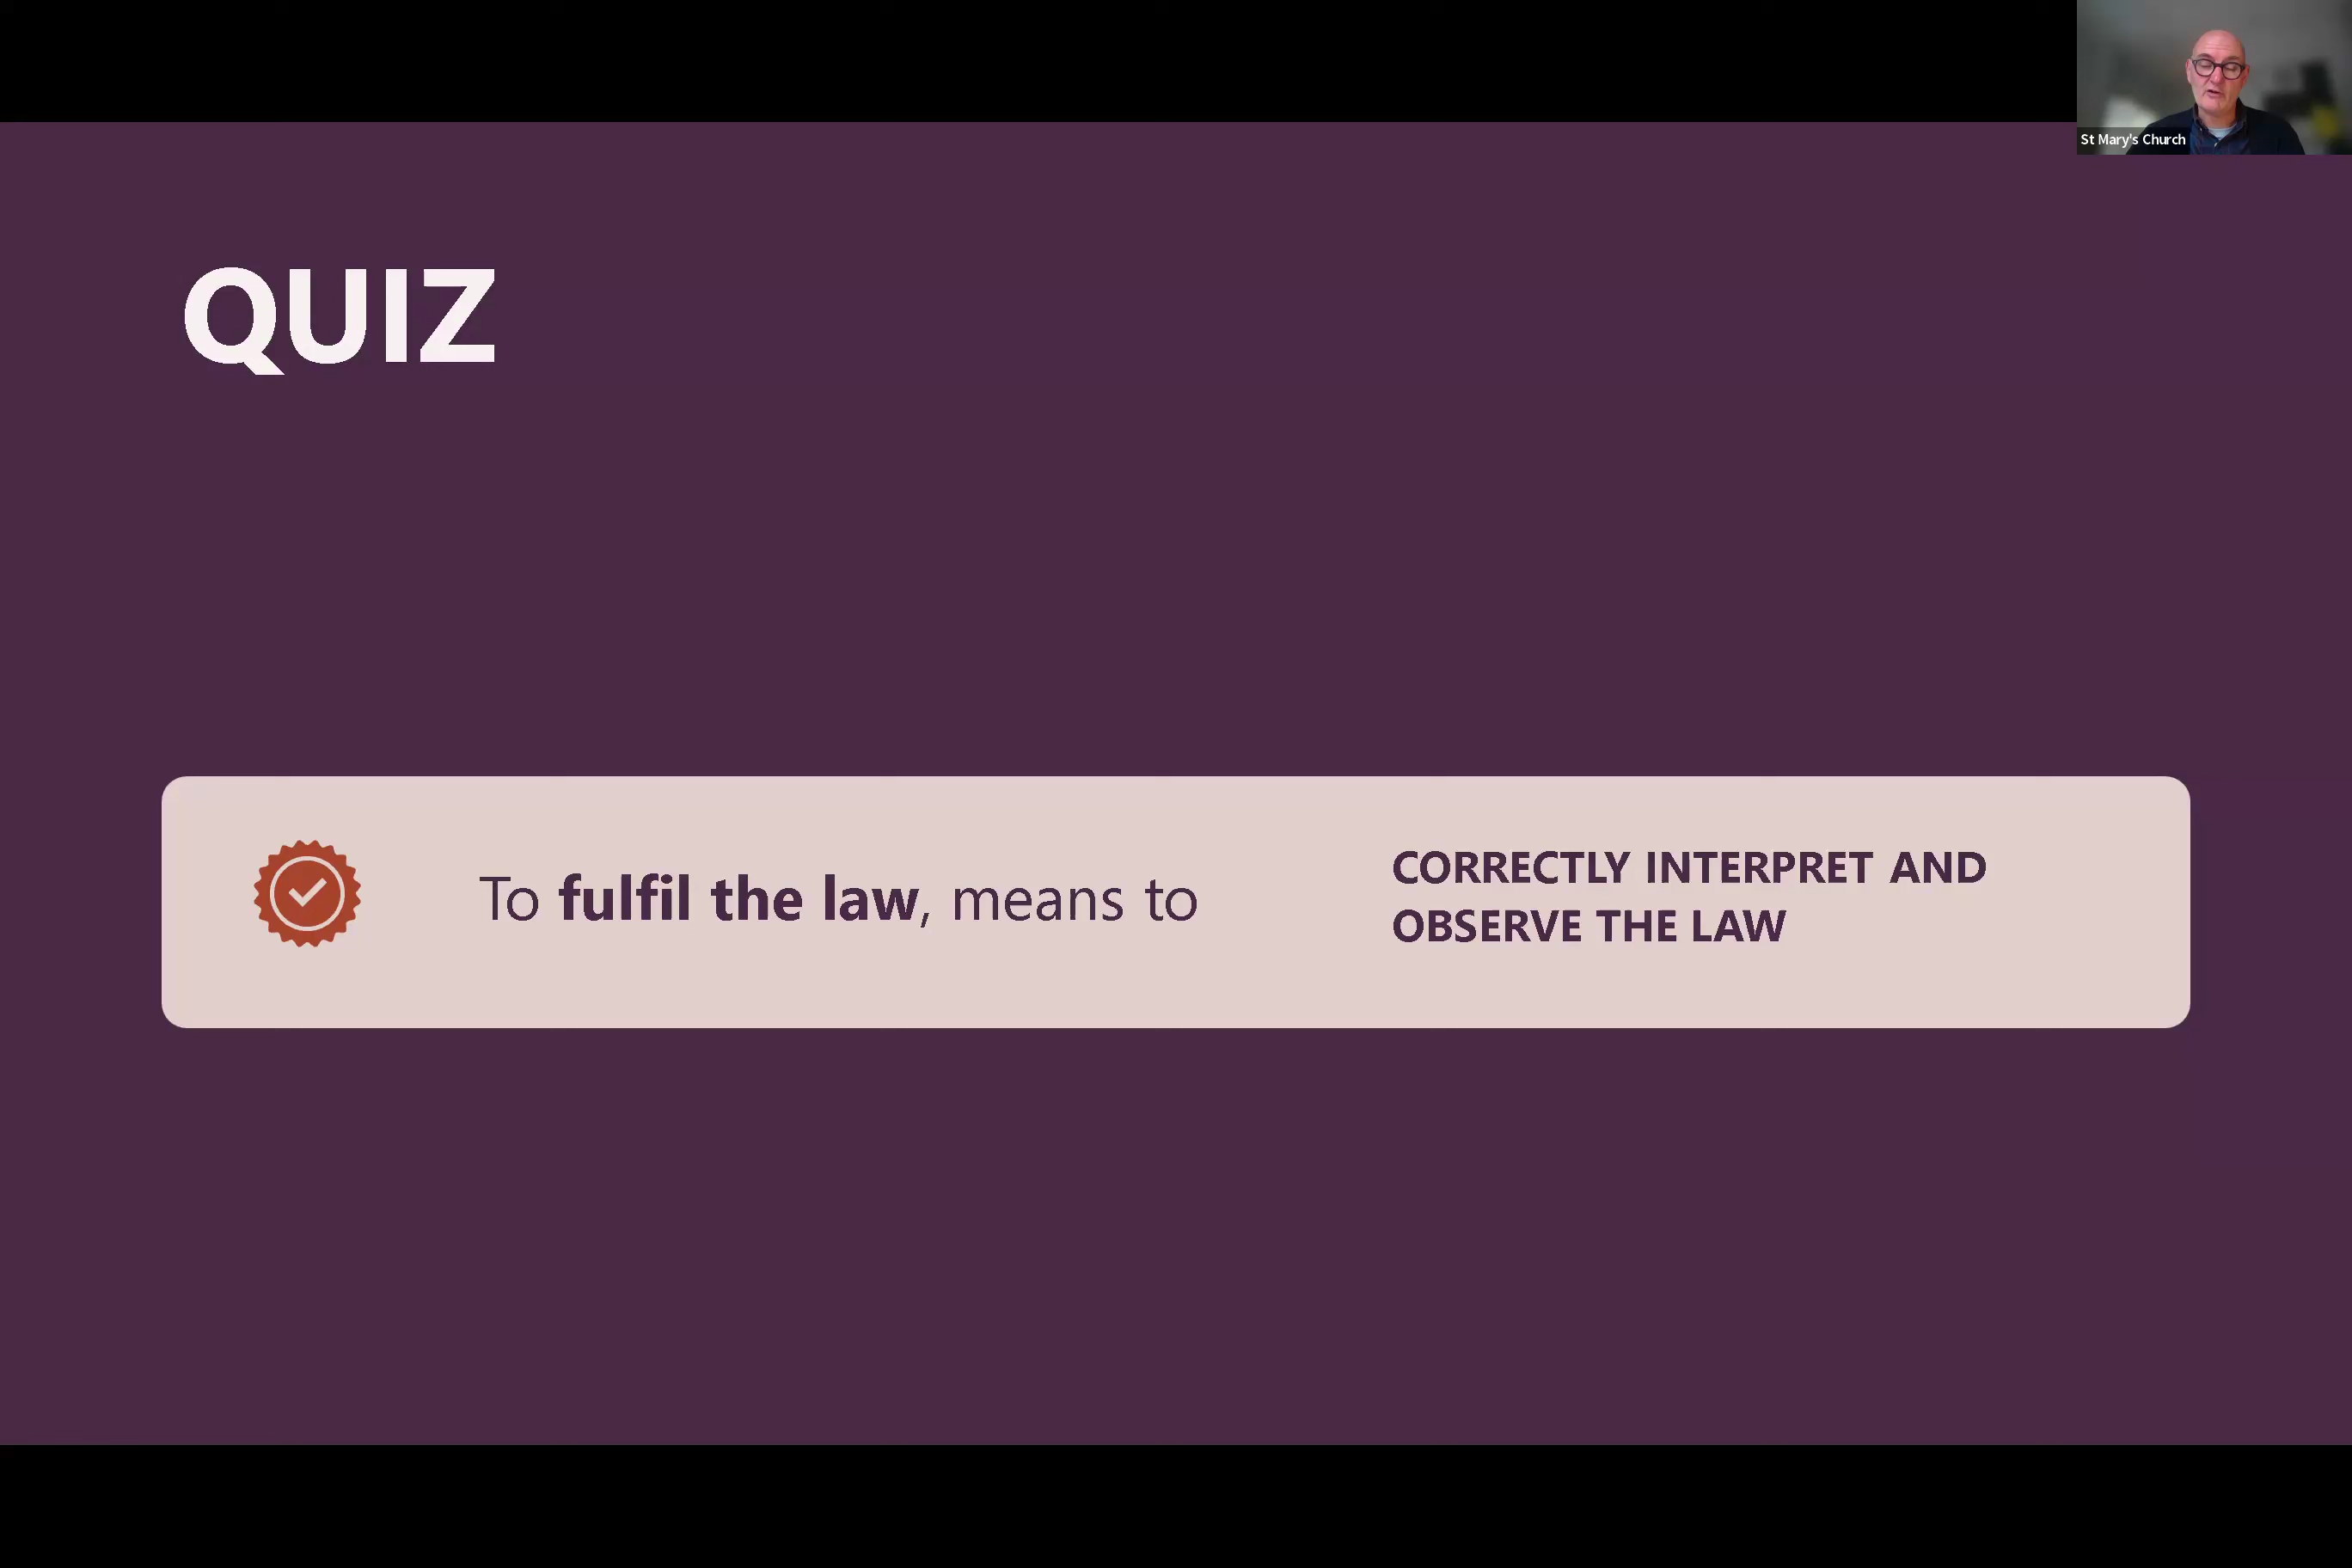 St Mary's Church
QUIZ
To fulfil the law, means to
CORRECTLY INTERPRET AND
OBSERVE THE LAW